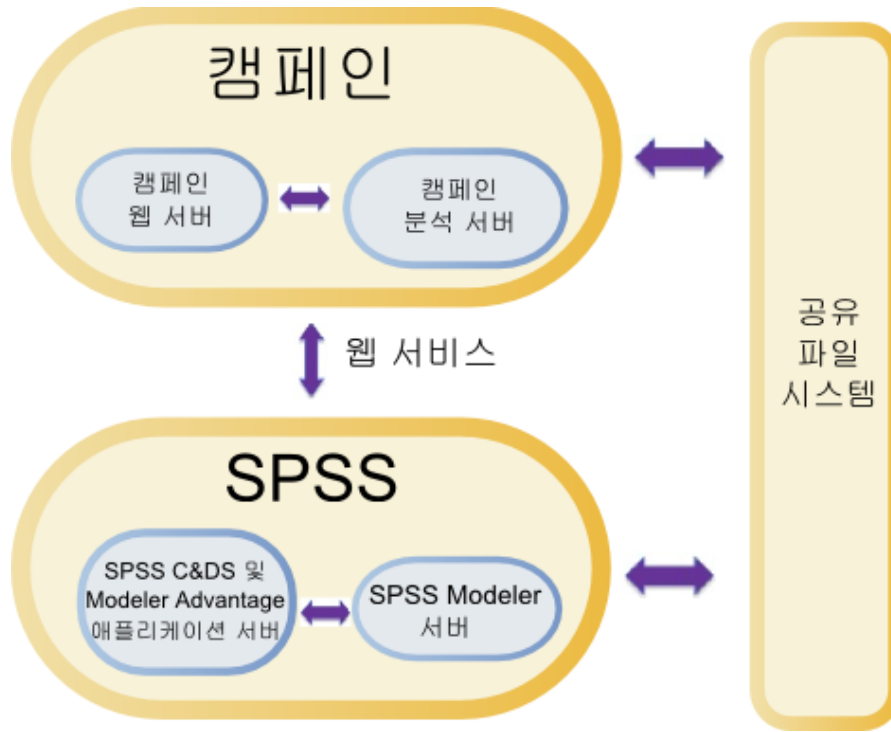 캠페인
캠페인
웹 서버
캠페인
분석 서버
웹 서비스
SPSS
SPSS C&DS 및
Modeler Advantage
애플리케이션 서버
SPSS Modeler
서버
공유
파일
시스템